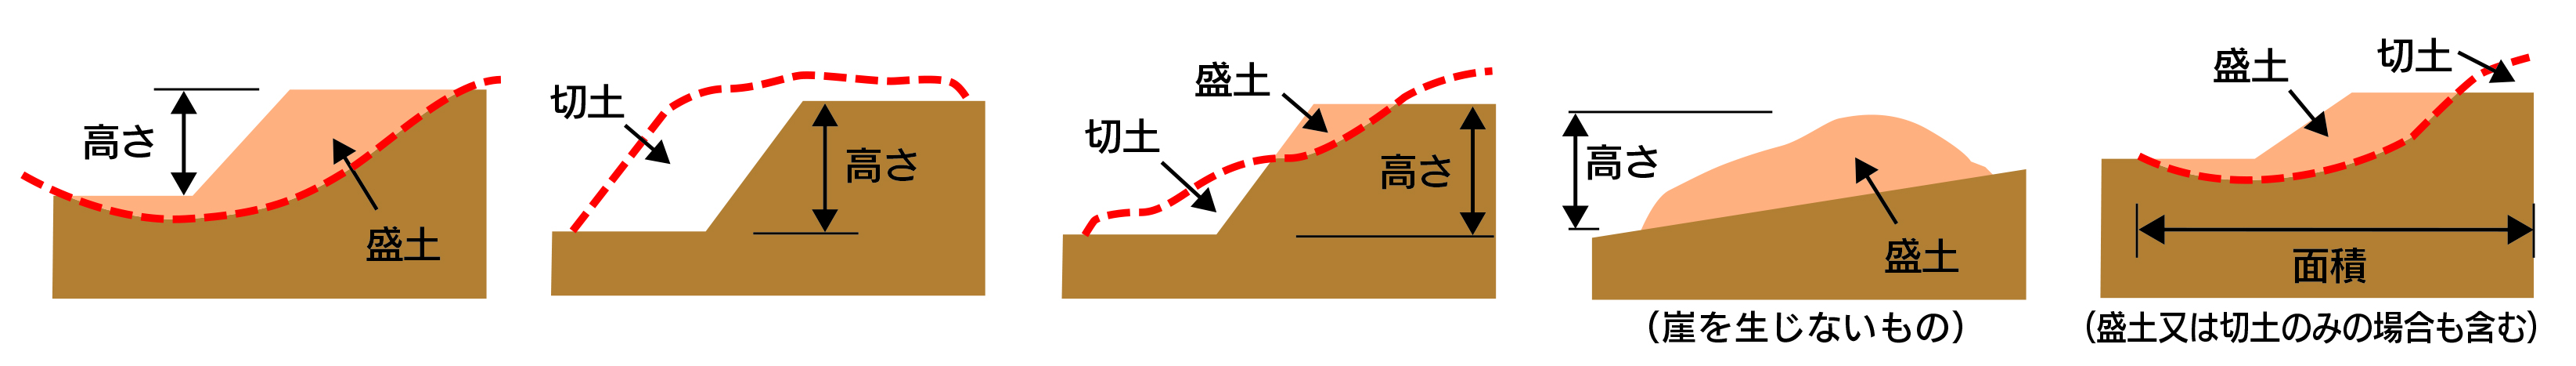 高さ
盛土
切土
高さ
盛土
切土
高さ
高さ
盛土
(崖を生じないもの)
盛土
切土
面積
(盛土又は切土のみの場合も含む)